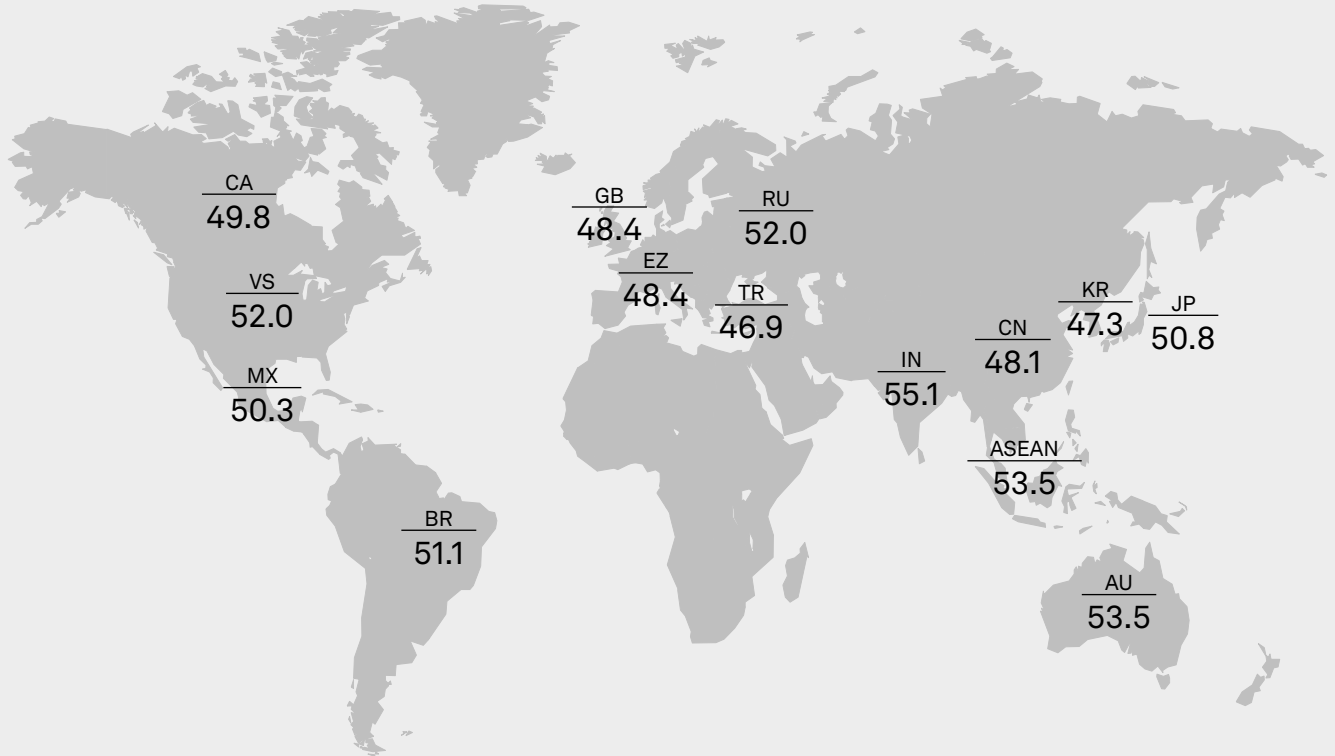 CA
49.8
GB
48.4
RU
52.0
EZ
48.4
VS
52.0
TR
46.9
KR
47.3
JP
50.8
CN
48.1
IN
55.1
MX
50.3
ASEAN
53.5
BR
51.1
AU
53.5